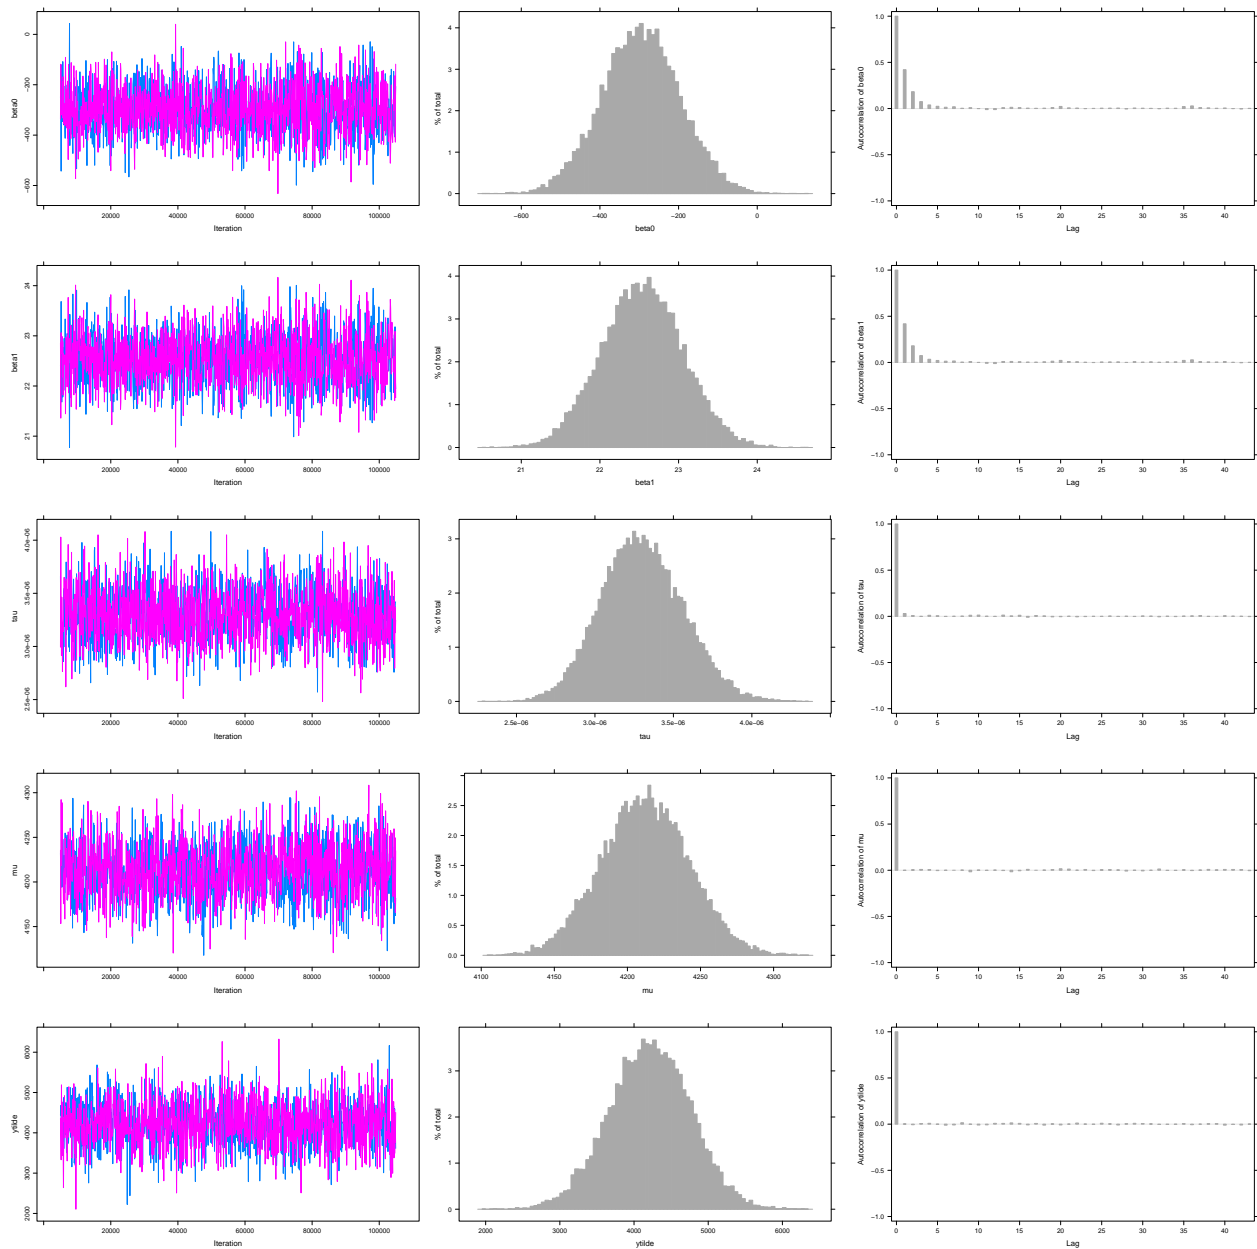 beta0
0
−200
−400
−600
20000 40000 60000 80000 100000
Iteration
% of total
4
3
2
1
0
−600 −400 −200 0
beta0
Autocorrelation of beta0
1.0
0.5
0.0
−0.5
−1.0
0 5 10 15 20 25 30 35 40
Lag
beta1
24
23
22
21
20000 40000 60000 80000 100000
Iteration
% of total
4
3
2
1
0
21 22 23 24
beta1
Autocorrelation of beta1
1.0
0.5
0.0
−0.5
−1.0
0 5 10 15 20 25 30 35 40
Lag
tau
4.0e−06
3.5e−06
3.0e−06
2.5e−06
20000 40000 60000 80000 100000
Iteration
% of total
3
2
1
0
2.5e−06 3.0e−06 3.5e−06 4.0e−06
tau
Autocorrelation of tau
1.0
0.5
0.0
−0.5
−1.0
0 5 10 15 20 25 30 35 40
Lag
mu
4300
4250
4200
4150
20000 40000 60000 80000 100000
Iteration
% of total
2.5
2.0
1.5
1.0
0.5
0.0
4100 4150 4200 4250 4300
mu
Autocorrelation of mu
1.0
0.5
0.0
−0.5
−1.0
0 5 10 15 20 25 30 35 40
Lag
ytilde
6000
5000
4000
3000
2000
20000 40000 60000 80000 100000
Iteration
% of total
3
2
1
0
2000 3000 4000 5000 6000
ytilde
Autocorrelation of ytilde
1.0
0.5
0.0
−0.5
−1.0
0 5 10 15 20 25 30 35 40
Lag